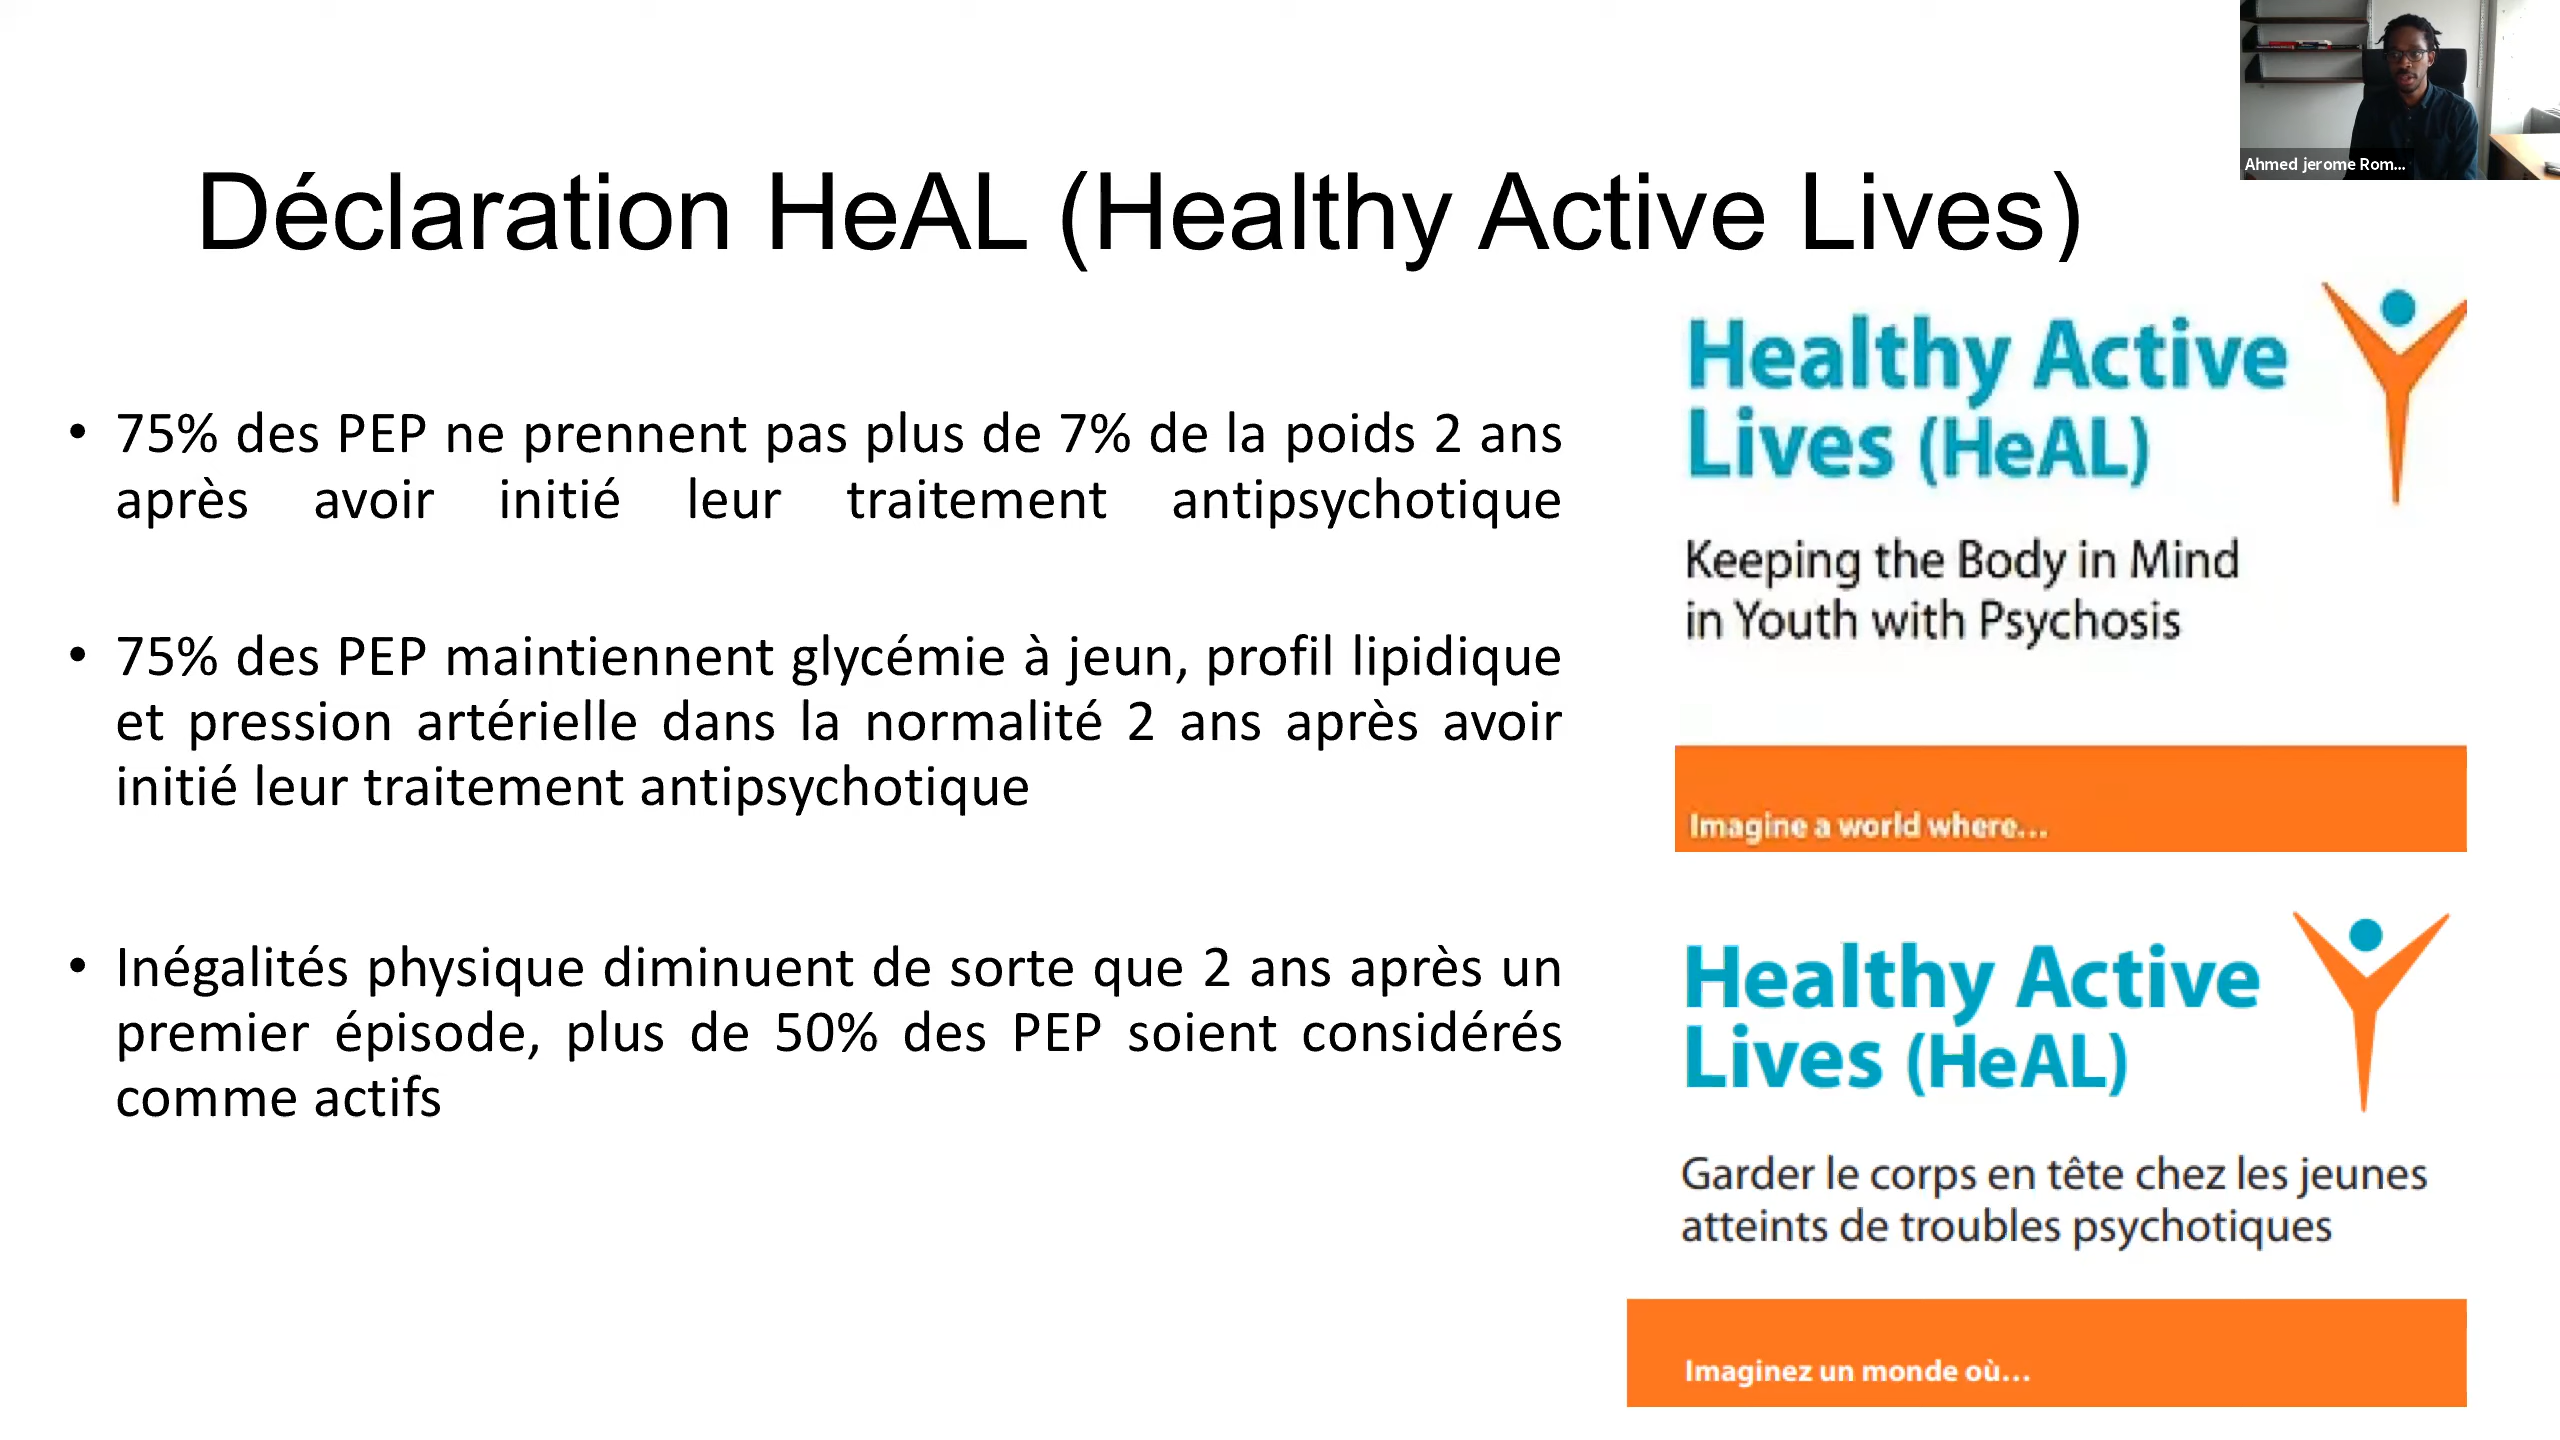 Ahmed jerome Rom...
Déclaration HeAL (Healthy Active Lives)
• 75% des PEP ne prennent pas plus de 7% de la poids 2 ans
après avoir initié leur traitement antipsychotique
• 75% des PEP maintiennent glycémie à jeun, profil lipidique
et pression artérielle dans la normalité 2 ans après avoir
initié leur traitement antipsychotique
• Inégalités physique diminuent de sorte que 2 ans après un
premier épisode, plus de 50% des PEP soient considérés
comme actifs
Healthy Active
Lives (HeAL)
Keeping the Body in Mind
in Youth with Psychosis
Imagine a world where...
Healthy Active
Lives (HeAL)
Garder le corps en tête chez les jeunes
atteints de troubles psychotiques
Imaginez un monde où...